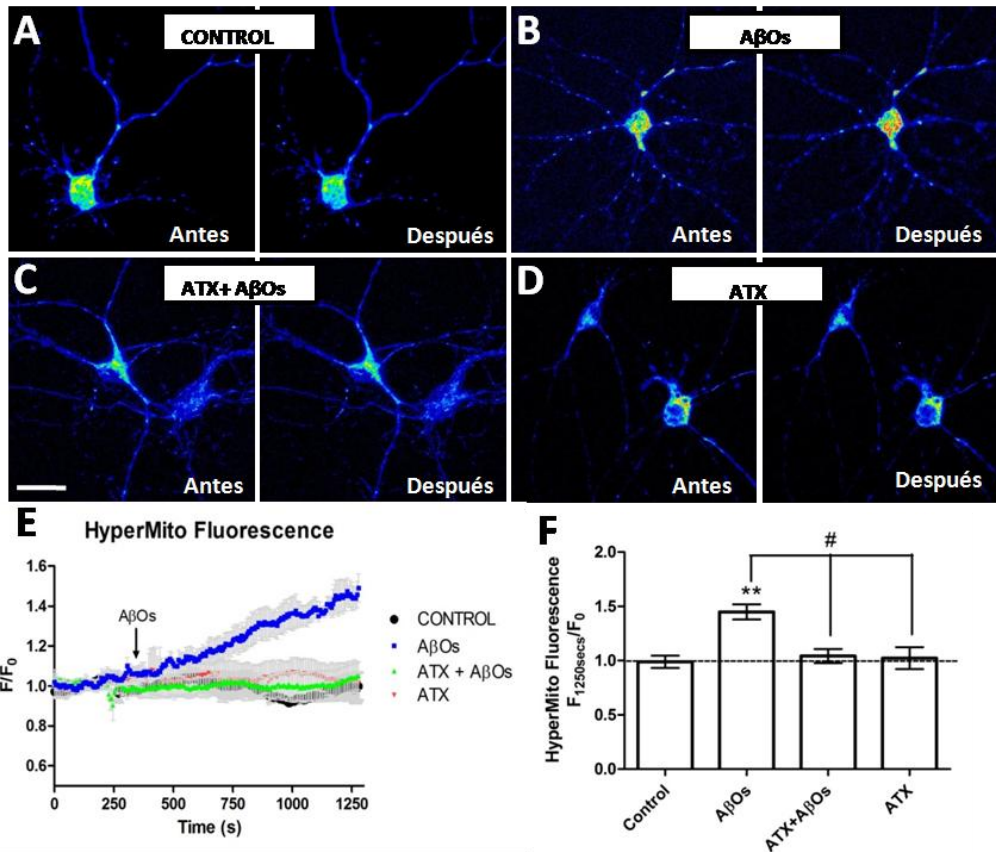 A CONTROL
Antes Después
B AβOs
Antes Después
C ATX+ AβOs
Antes Después
D ATX
Antes Después
E HyperMito Fluorescence
F/F0
1.6
1.4
1.2
1.0
0.8
0.6
AβOs
0 250 500 750 1000 1250
Time (s)
CONTROL
AβOs
ATX + AβOs
ATX
F
HyperMito Fluorescence
F1250secs/F0
2.0
1.5
1.0
0.5
0.0
#
**
Control AβOs ATX+AβOs ATX